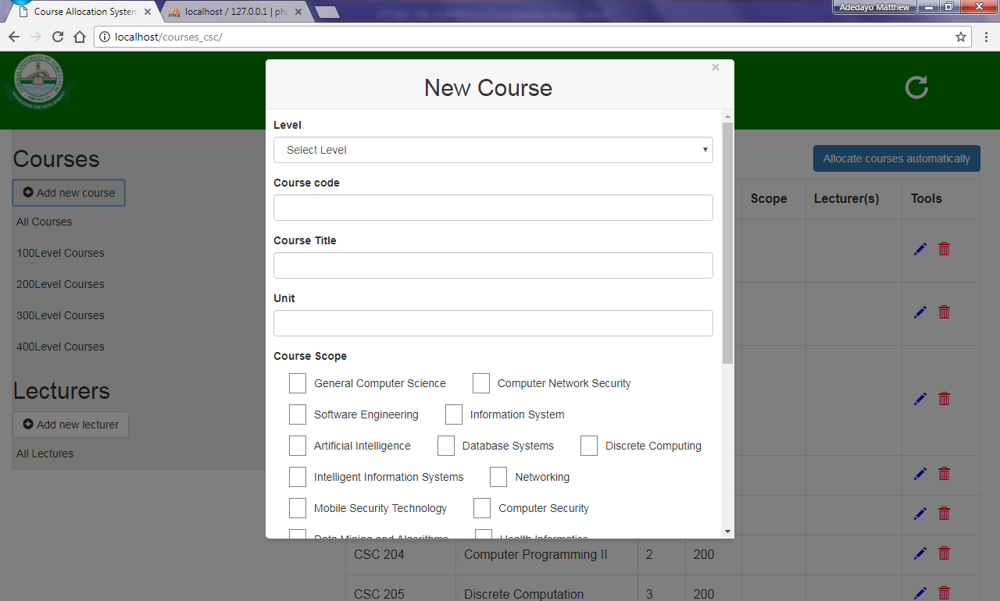 Course Allocation System
localhost / 127.0.0.1 | ph
Adedayo Matthew
localhost/courses_csc/
New Course
Level
Select Level
Course code
Course Title
Unit
Course Scope
General Computer Science Computer Network Security
Software Engineering Information System
Artificial Intelligence Database Systems Discrete Computing
Intelligent Information Systems Networking
Mobile Security Technology Computer Security
Data Mining and Algorithms Health Informatics
Courses
Add new course
All Courses
100Level Courses
200Level Courses
300Level Courses
400Level Courses
Lecturers
Add new lecturer
All Lectures
Allocate courses automatically
Scope Lecturer(s) Tools
CSC 204 Computer Programming II 2 200
CSC 205 Discrete Computation 3 200